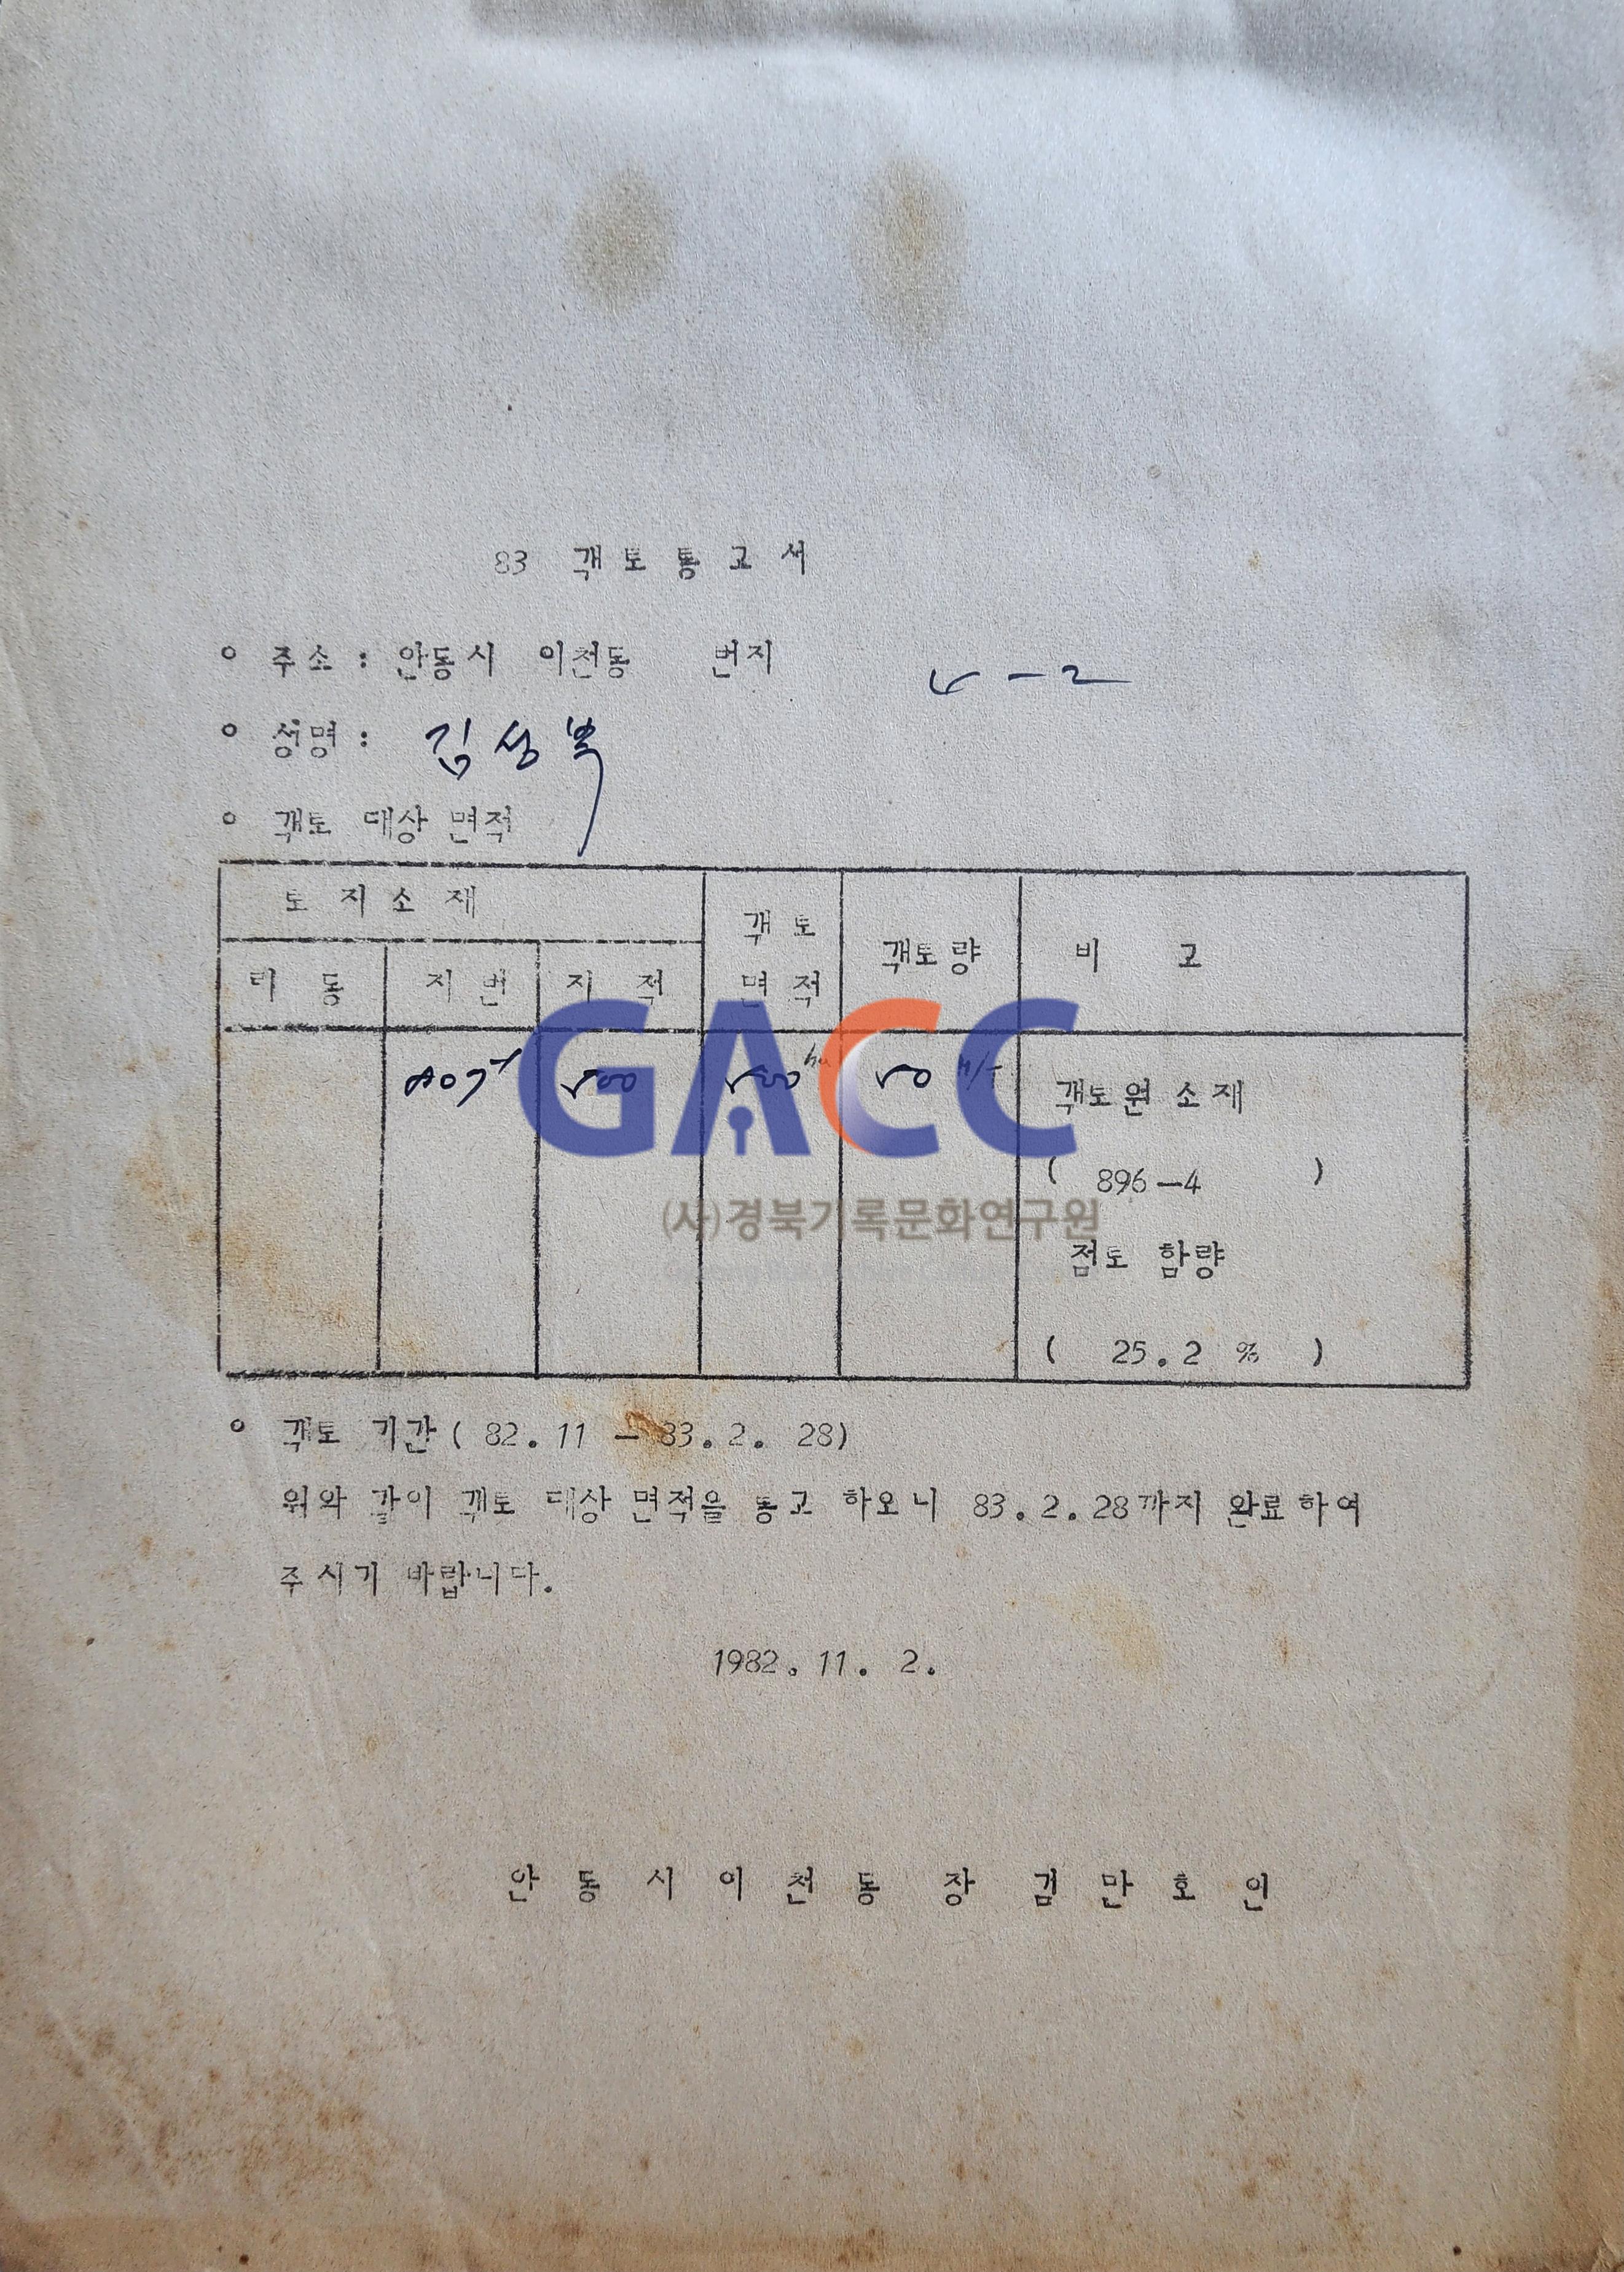 83 객토통고서
○ 주소 : 안동시 이천동 번지
○ 성명 : 김성복
○ 객토 대상 면적
토지소재
객토 면적
객토량
비 고
리 동
지 번
지 적
500
500
50
객토원 소재
( 896-4 )
점토 함량
( 25.2 % )
GACC
(사)경북기록문화연구원
○ 객토 기간 ( 82. 11 - 83. 2. 28)
위와 같이 객토 대상 면적을 통고 하오니 83. 2. 28까지 완료하여
주시기 바랍니다.
1982. 11. 2.
안동시이천동장 김만호 인